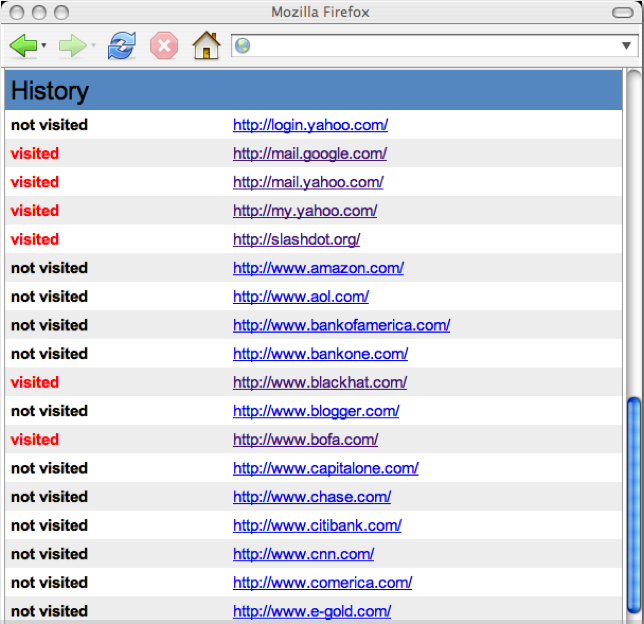 Mozilla Firefox
History
not visited http://login.yahoo.com/
visited http://mail.google.com/
visited http://mail.yahoo.com/
visited http://my.yahoo.com/
visited http://slashdot.org/
not visited http://www.amazon.com/
not visited http://www.aol.com/
not visited http://www.bankofamerica.com/
not visited http://www.bankone.com/
visited http://www.blackhat.com/
not visited http://www.blogger.com/
visited http://www.bofa.com/
not visited http://www.capitalone.com/
not visited http://www.chase.com/
not visited http://www.citibank.com/
not visited http://www.cnn.com/
not visited http://www.comerica.com/
not visited http://www.e-gold.com/